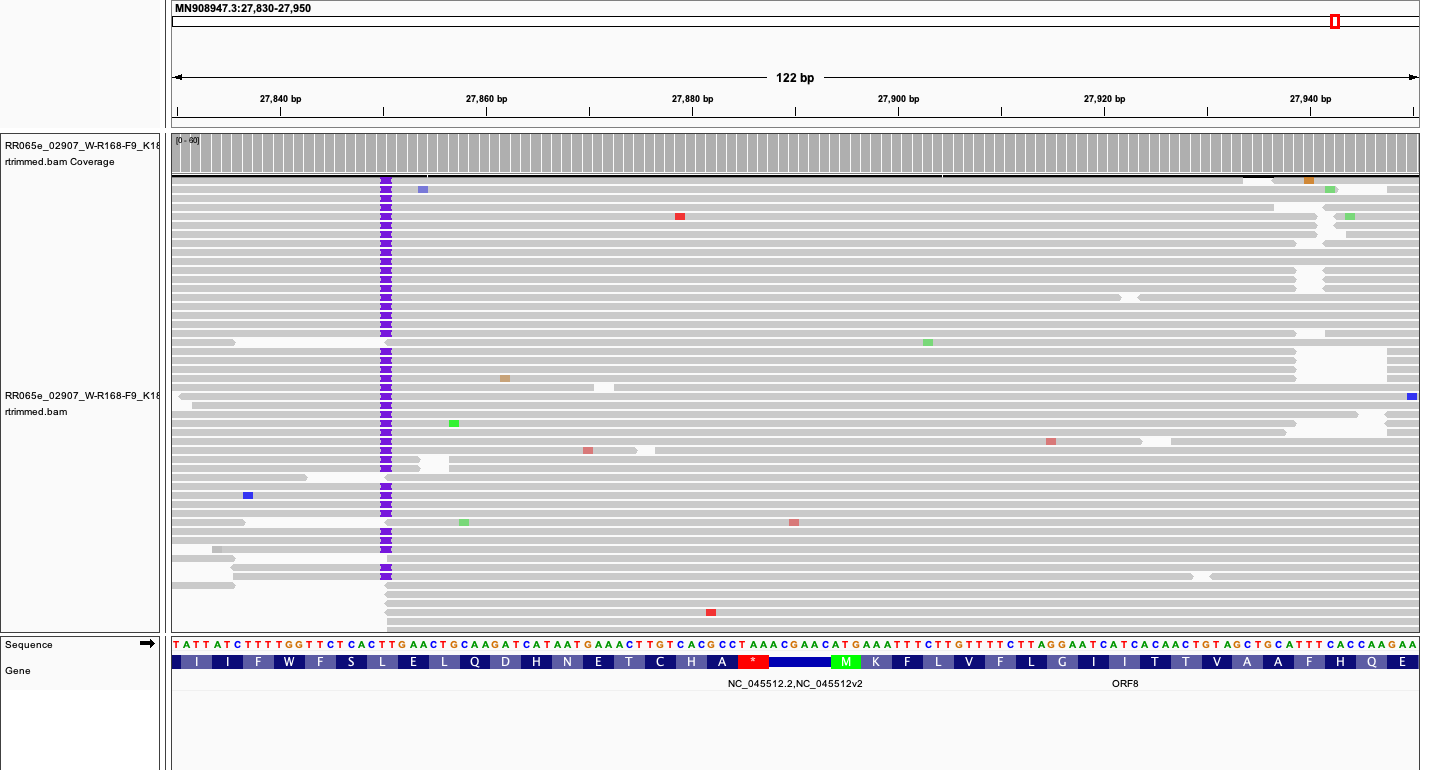 MN908947.3:27,830-27,950
122 bp
27,840 bp 27,860 bp 27,880 bp 27,900 bp 27,920 bp 27,940 bp
[0 - 60]
RR065e_02907_W-R168-F9_K18
rtrimmed.bam Coverage
RR065e_02907_W-R168-F9_K18
rtrimmed.bam
Sequence
TATTATCTTTTGGTTCTCACTTGAACTGCAAGATCATAATGAAACTTGTCACGCCTAAACGAACATGAAATTTCTTGTTTTCTTAGGAATCATCACAACTGTAGCTGCATTTCACCAAGAA
Gene
I I F W F S L E L Q D H N E T C H A * M K F L V F L G I I T T V A A F H Q E
NC_045512.2,NC_045512v2 ORF8